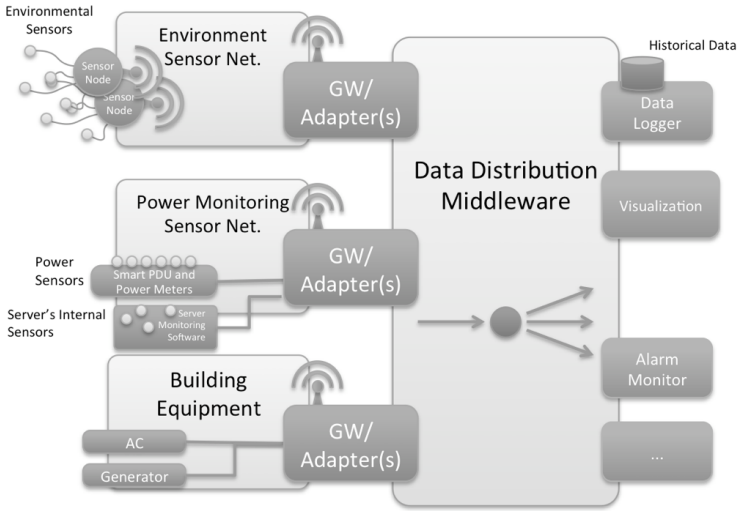 Environmental
Sensors
Sensor
Node
Sensor
Node
Environment
Sensor Net.
GW/
Adapter(s)
Power Monitoring
Sensor Net.
Power
Sensors
Smart PDU and
Power Meters
Server's Internal
Sensors
Server
Monitoring
Software
GW/
Adapter(s)
Building
Equipment
AC
Generator
GW/
Adapter(s)
Data Distribution
Middleware
Historical Data
Data
Logger
Visualization
Alarm
Monitor
...